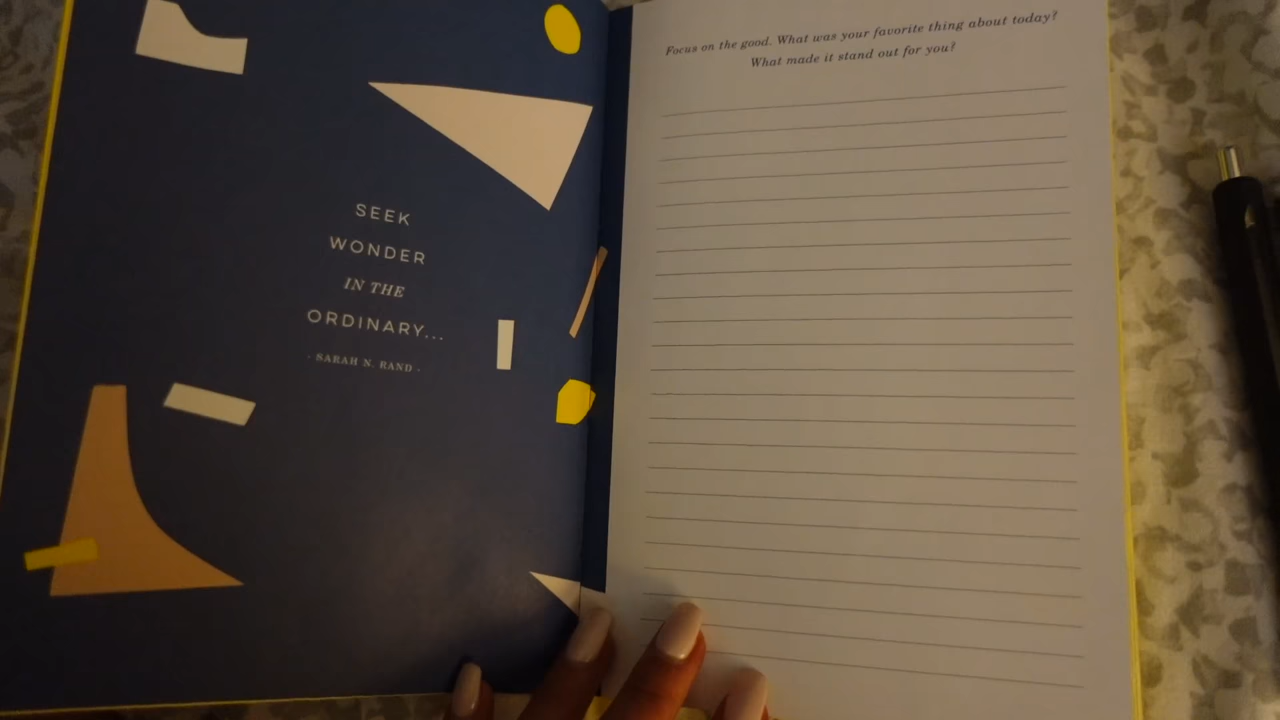 SEEK
WONDER
IN THE
ORDINARY...
· SARAH N. RAND ·
Focus on the good. What was your favorite thing about today?
What made it stand out for you?